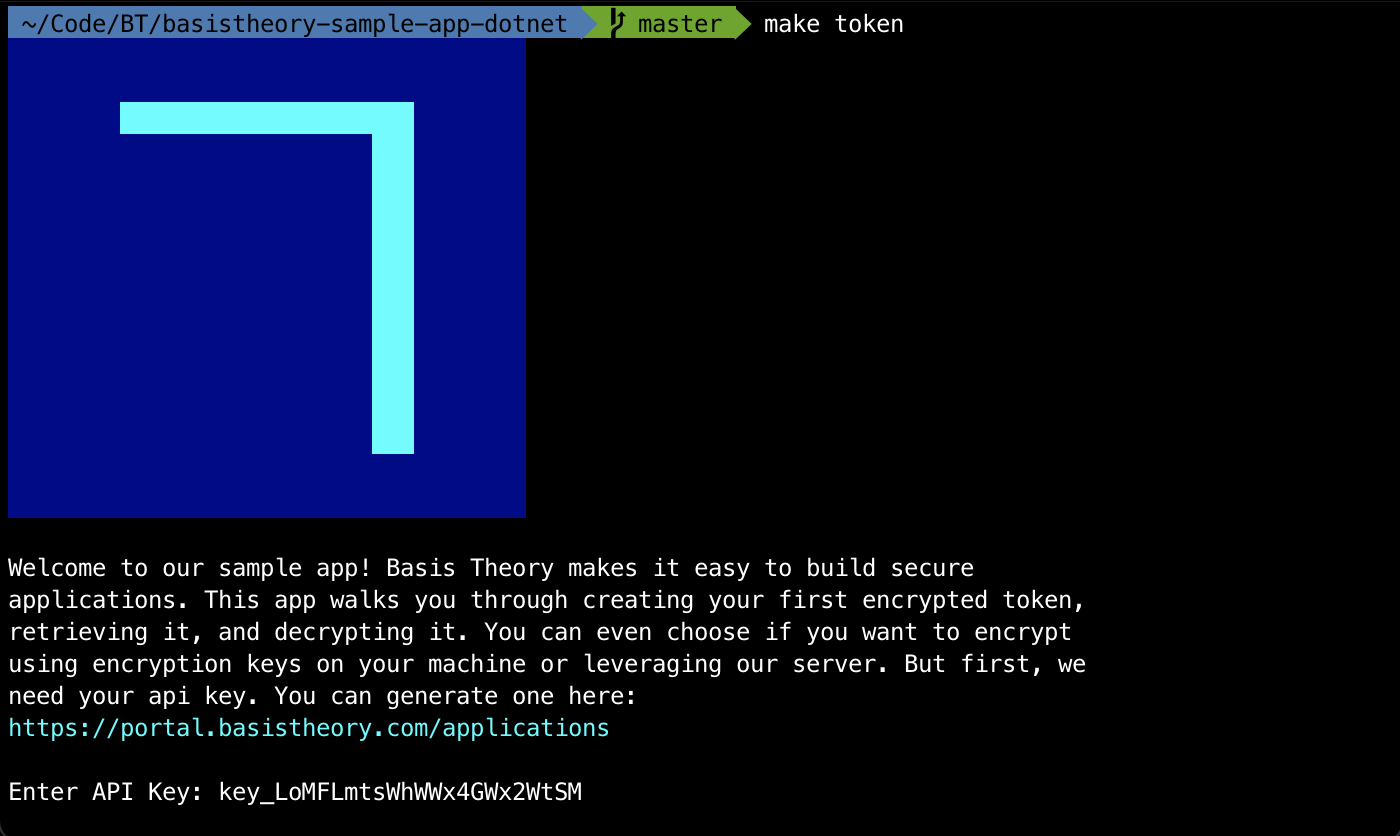 ~/Code/BT/basistheory-sample-app-dotnet master make token
Welcome to our sample app! Basis Theory makes it easy to build secure
applications. This app walks you through creating your first encrypted token,
retrieving it, and decrypting it. You can even choose if you want to encrypt
using encryption keys on your machine or leveraging our server. But first, we
need your api key. You can generate one here:
https://portal.basistheory.com/applications
Enter API Key: key_LoMFLmtsWhWWx4GWx2WtSM